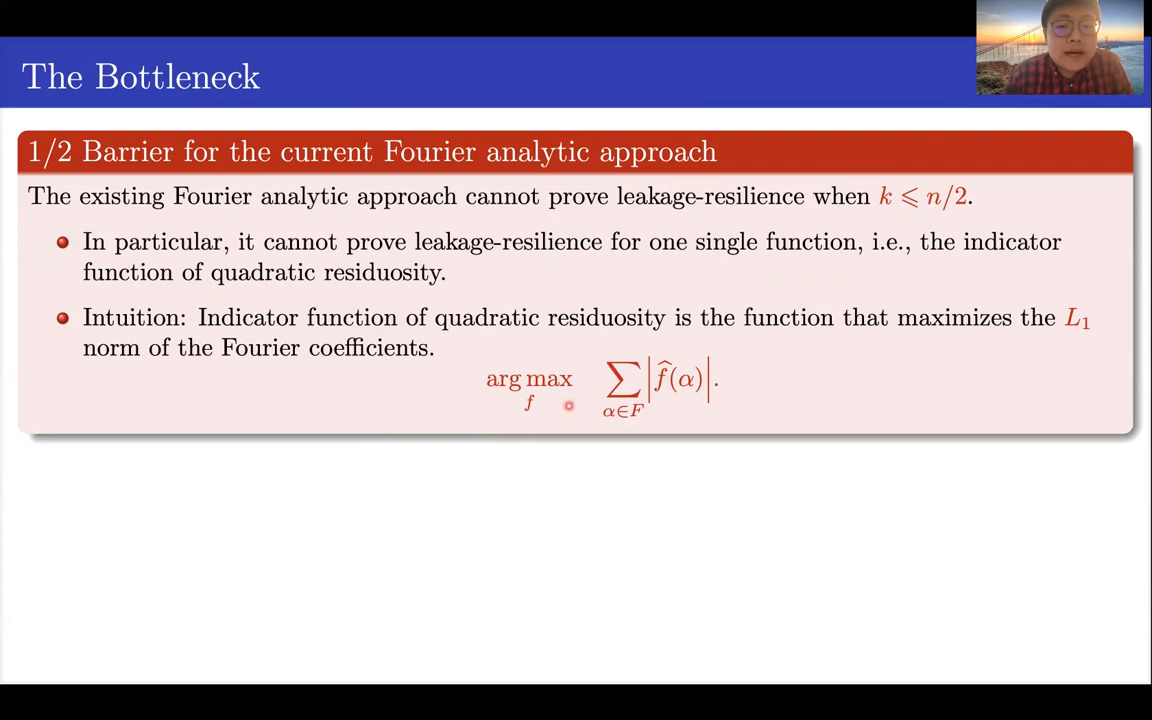 The Bottleneck
1/2 Barrier for the current Fourier analytic approach
The existing Fourier analytic approach cannot prove leakage-resilience when k ⩽ n/2.
In particular, it cannot prove leakage-resilience for one single function, i.e., the indicator
function of quadratic residuosity.
Intuition: Indicator function of quadratic residuosity is the function that maximizes the L₁
norm of the Fourier coefficients.
arg max_f ∑_{α∈F} |f̂(α)|.